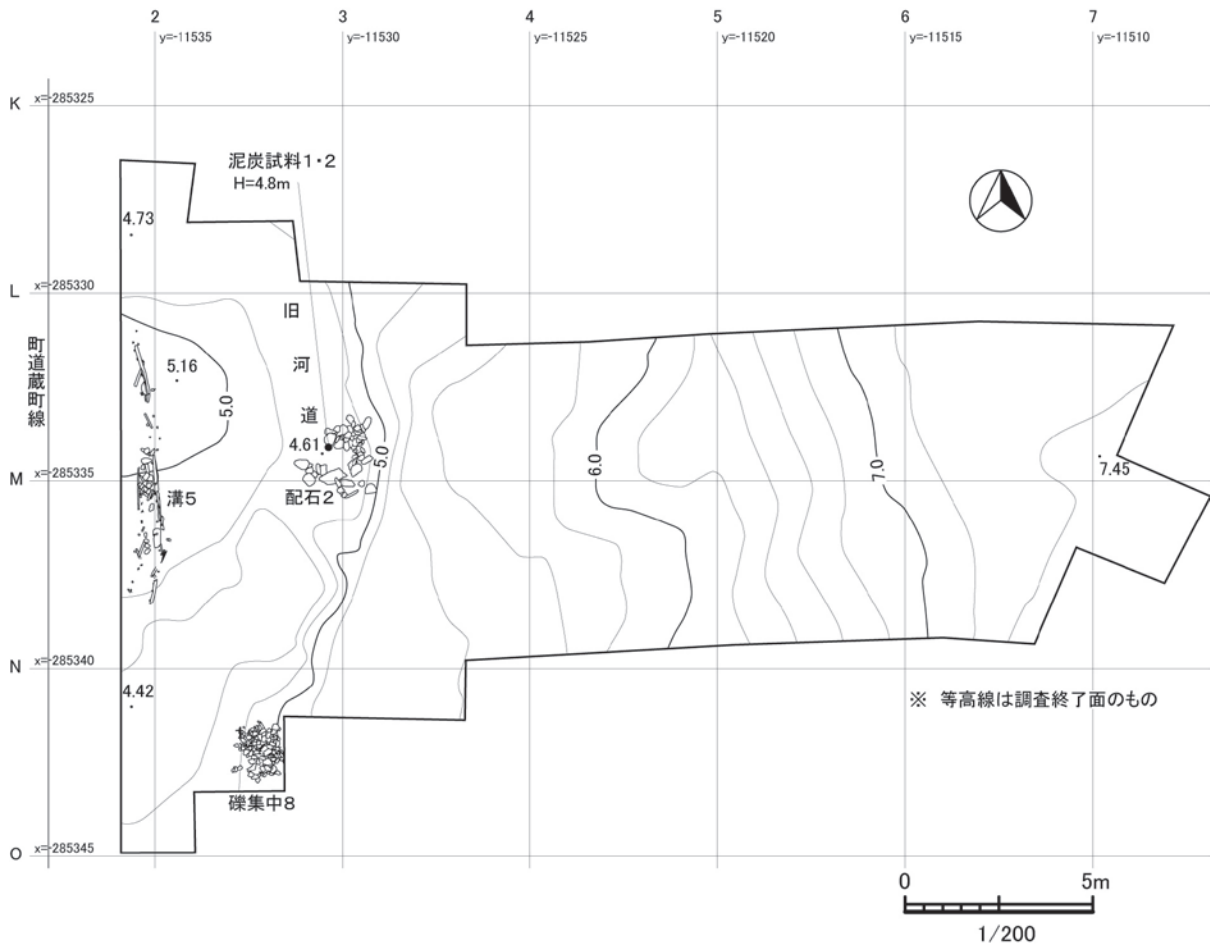 2 3 4 5 6 7
y=-11535 y=-11530 y=-11525 y=-11520 y=-11515 y=-11510
K x=-285325
泥炭試料1・2
H=4.8m
4.73
L x=-285330
旧
河
道
町道蔵町線
5.16
5.0
4.61
5.0
6.0
7.0
7.45
M x=-285335
溝5
配石2
N x=-285340
4.42
※ 等高線は調査終了面のもの
礫集中8
O x=-285345
0 5m
1/200